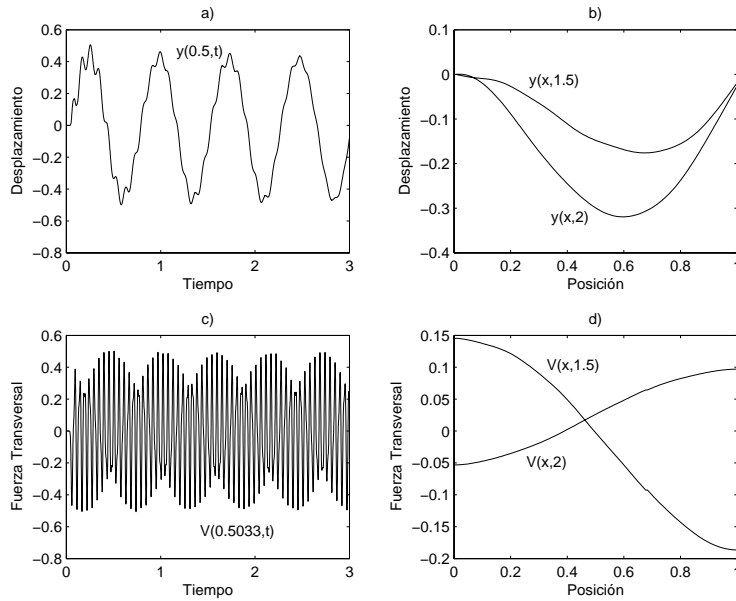 a)
0.6
0.4
0.2
0
−0.2
−0.4
−0.6
−0.8
Desplazamiento
y(0.5,t)
0
1
2
3
Tiempo
b)
0.1
0
−0.1
−0.2
−0.3
−0.4
Desplazamiento
y(x,1.5)
y(x,2)
0
0.2
0.4
0.6
0.8
1
Posición
c)
0.6
0.4
0.2
0
−0.2
−0.4
−0.6
−0.8
Fuerza Transversal
V(0.5033,t)
0
1
2
3
Tiempo
d)
0.15
0.1
0.05
0
−0.05
−0.1
−0.15
−0.2
Fuerza Transversal
V(x,1.5)
V(x,2)
0
0.2
0.4
0.6
0.8
1
Posición